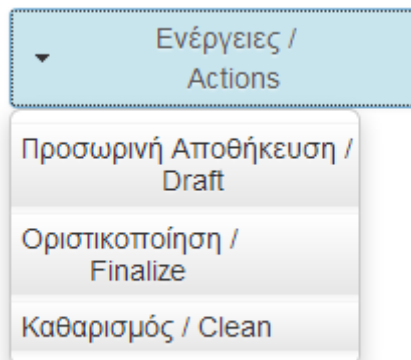 Ενέργειες /
Actions
Προσωρινή Αποθήκευση /
Draft
Οριστικοποίηση /
Finalize
Καθαρισμός / Clean